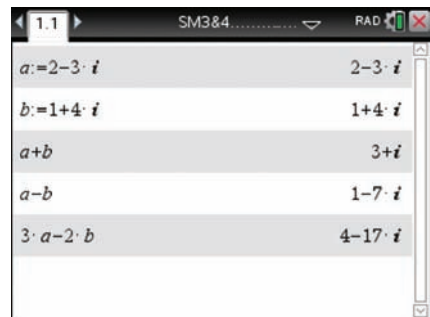 1.1 SM3&4............. RAD
a:=2−3· i 2−3· i
b:=1+4· i 1+4· i
a+b 3+i
a−b 1−7· i
3· a−2· b 4−17· i